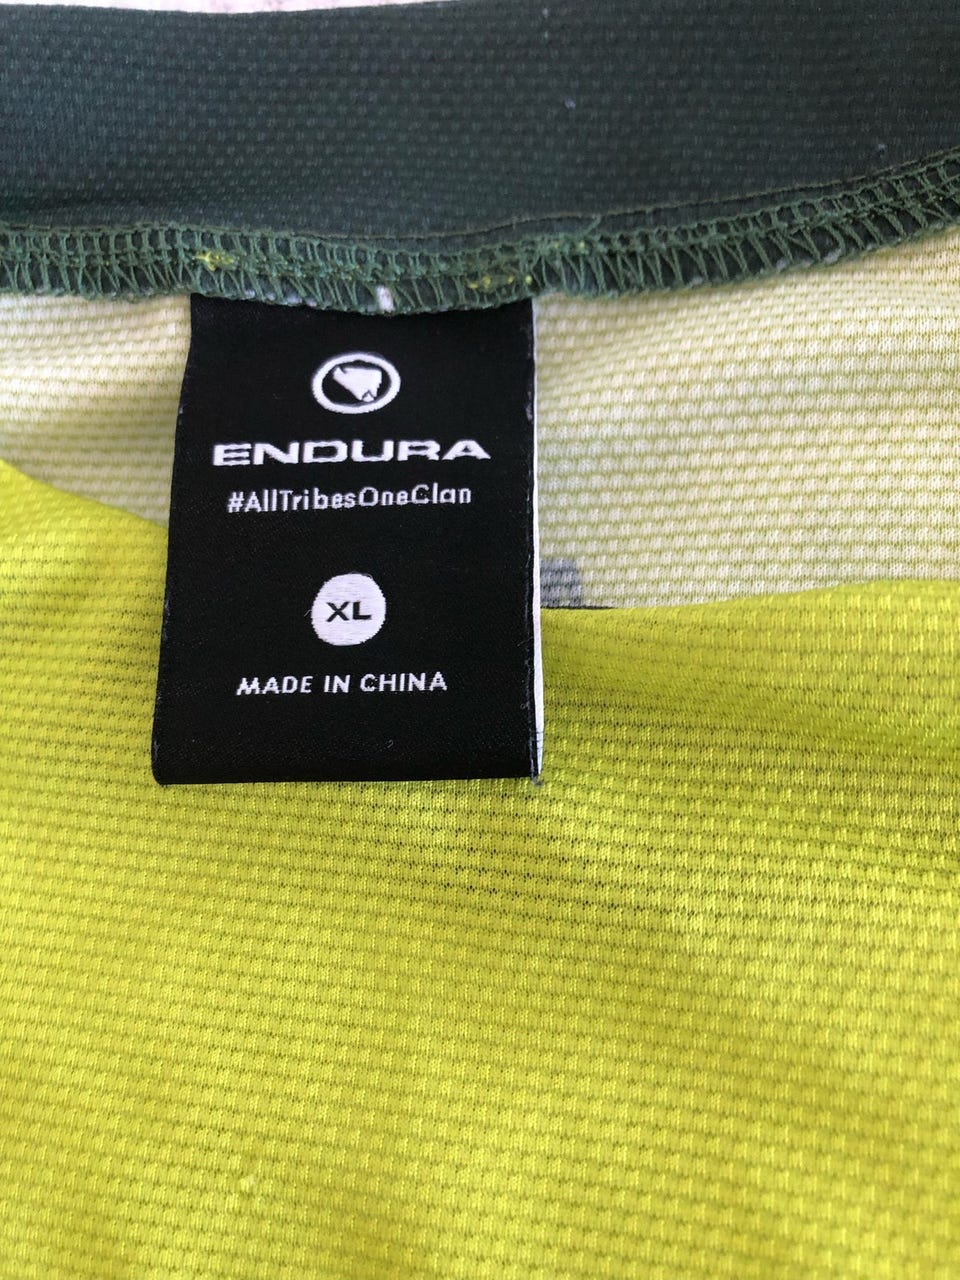 ENDURA
#AllTribesOneClan
XL
MADE IN CHINA